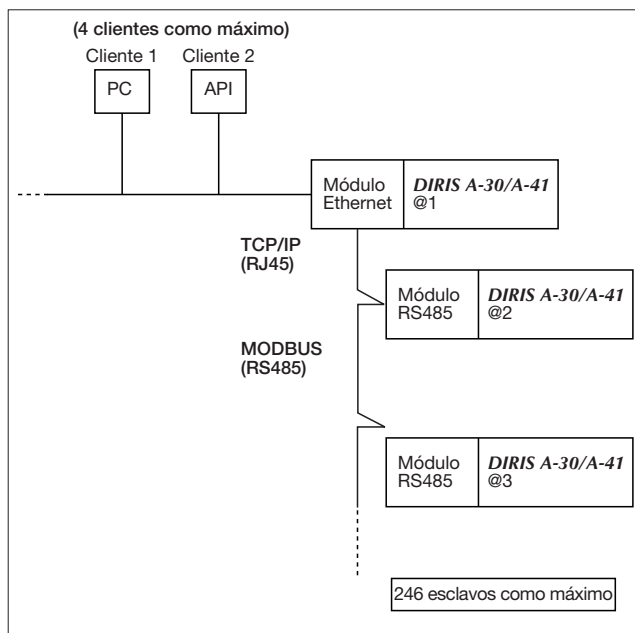 (4 clientes como máximo)
Cliente 1
Cliente 2
PC
API
Módulo
Ethernet
DIRIS A-30/A-41
@1
TCP/IP
(RJ45)
Módulo
RS485
DIRIS A-30/A-41
@2
MODBUS
(RS485)
Módulo
RS485
DIRIS A-30/A-41
@3
246 esclavos como máximo